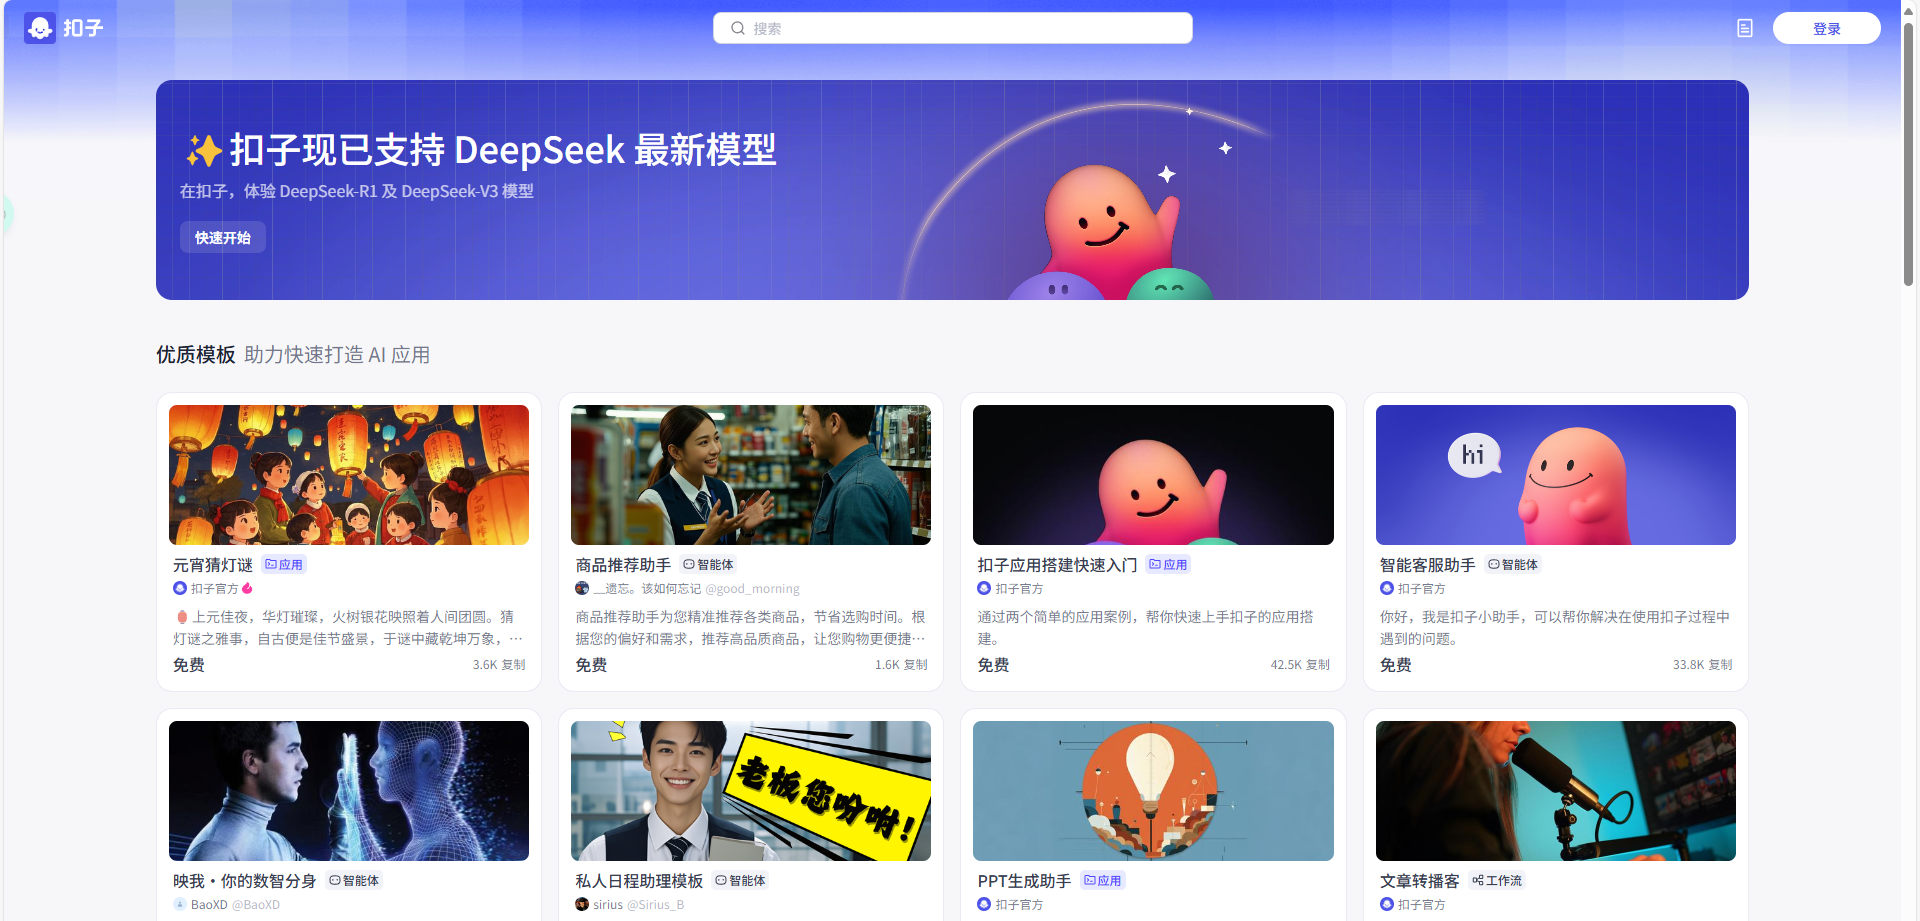 扣子
搜索
登录
✨扣子现已支持 DeepSeek 最新模型
在扣子，体验 DeepSeek-R1 及 DeepSeek-V3 模型
快速开始
优质模板 助力快速打造 AI 应用
元宵猜灯谜 应用
扣子官方
上元佳夜，华灯璀璨，火树银花映照着人间团圆。猜
灯谜之雅事，自古便是佳节盛景，于谜中藏乾坤万象，…
免费 3.6K 复制
商品推荐助手 智能体
__遗忘。该如何忘记 @good_morning
商品推荐助手为您精准推荐各类商品，节省选购时间。根
据您的偏好和需求，推荐高品质商品，让您购物更便捷…
免费 1.6K 复制
扣子应用搭建快速入门 应用
扣子官方
通过两个简单的应用案例，帮你快速上手扣子的应用搭
建。
免费 42.5K 复制
hi
智能客服助手 智能体
扣子官方
你好，我是扣子小助手，可以帮你解决在使用扣子过程中
遇到的问题。
免费 33.8K 复制
映我·你的数智分身 智能体
BaoXD @BaoXD
老板您吩咐！
私人日程助理模板 智能体
sirius @Sirius_B
PPT生成助手 应用
扣子官方
文章转播客 工作流
扣子官方